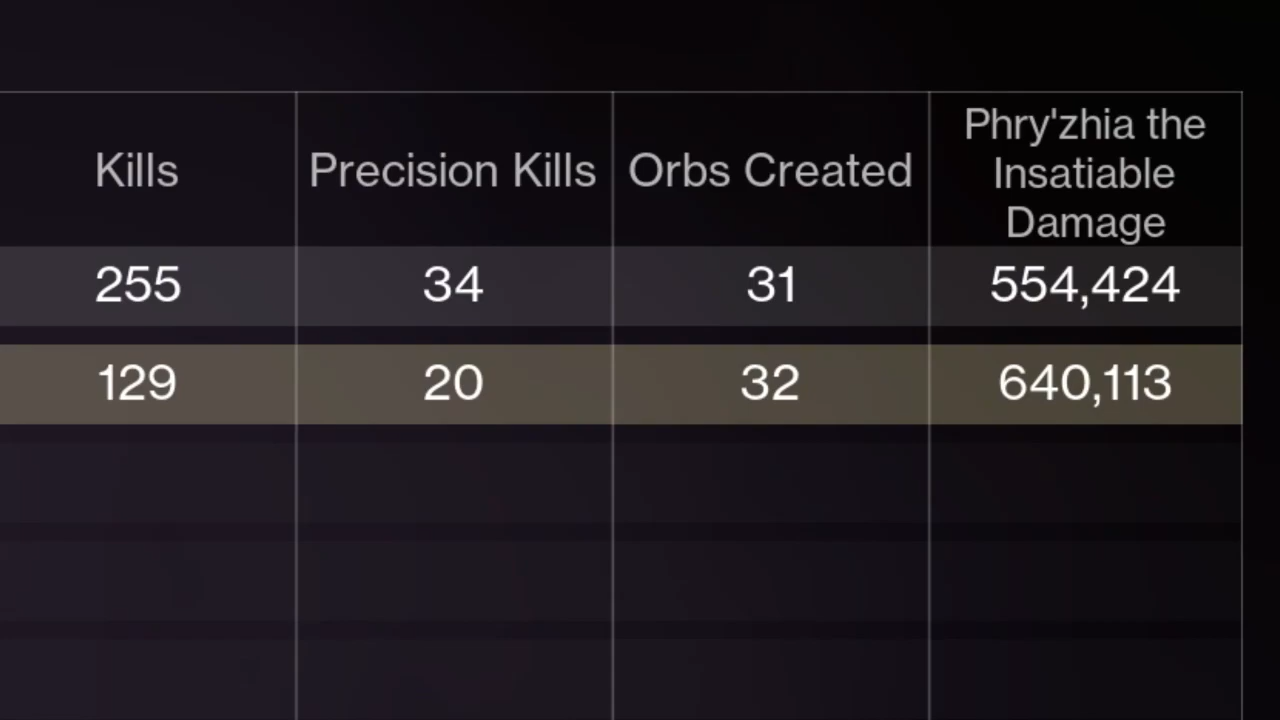 Kills Precision Kills Orbs Created Phry'zhia the
Insatiable
Damage
255 34 31 554,424
129 20 32 640,113